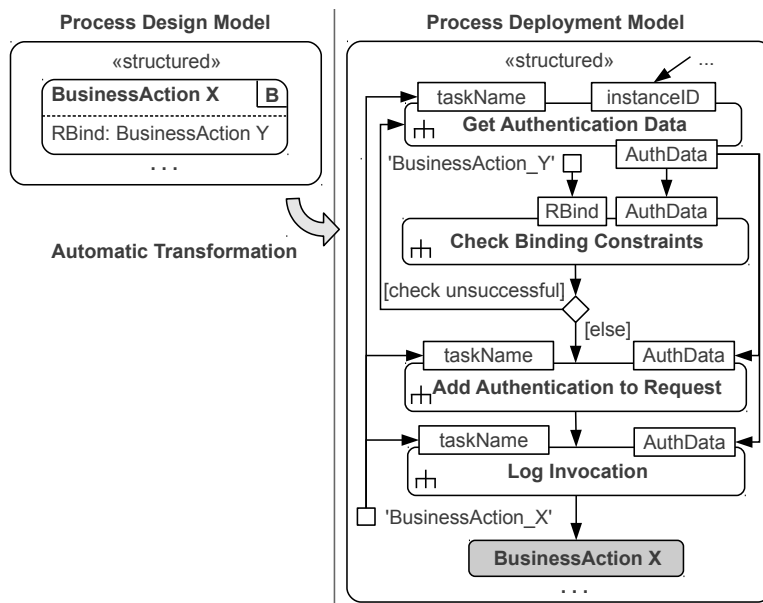 Process Design Model
«structured»
BusinessAction X
B
RBind: BusinessAction Y
. . .
Automatic Transformation
Process Deployment Model
«structured»
...
taskName
instanceID
Get Authentication Data
AuthData
'BusinessAction_Y'
RBind
AuthData
Check Binding Constraints
[check unsuccessful]
[else]
taskName
AuthData
Add Authentication to Request
taskName
AuthData
Log Invocation
'BusinessAction_X'
BusinessAction X
. . .